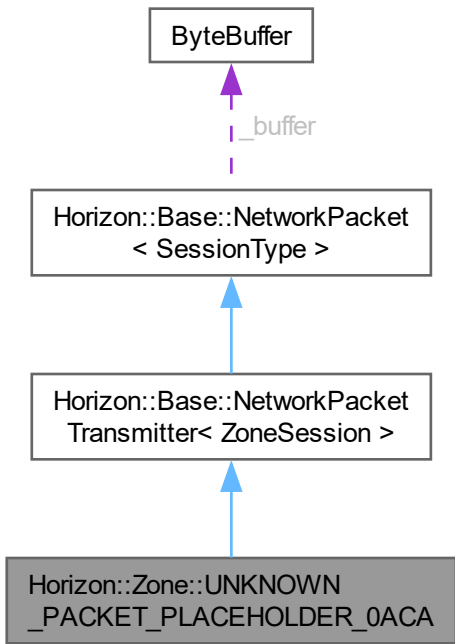 ByteBuffer
_buffer
Horizon::Base::NetworkPacket
< SessionType >
Horizon::Base::NetworkPacket
Transmitter< ZoneSession >
Horizon::Zone::UNKNOWN
_PACKET_PLACEHOLDER_0ACA